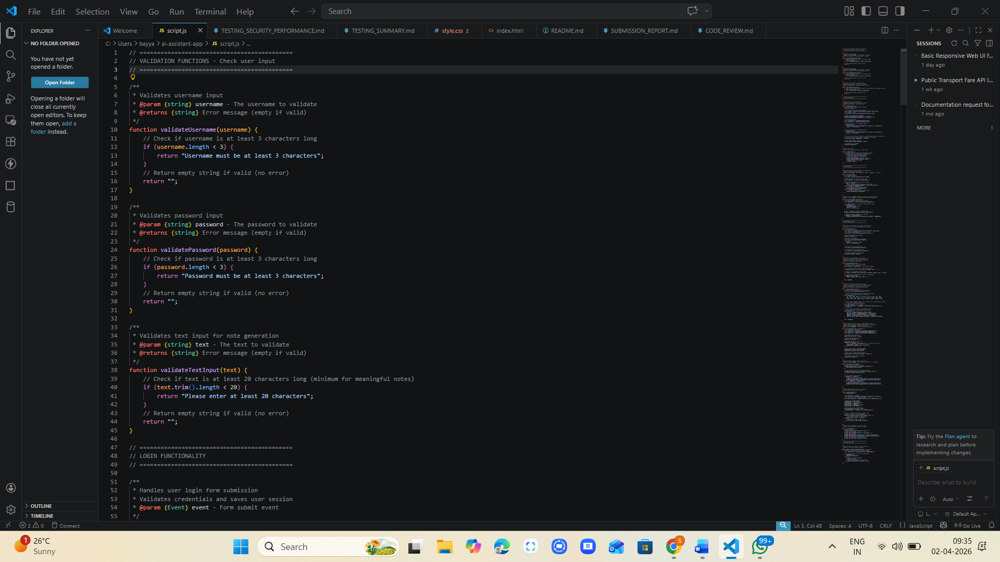 File Edit Selection View Go Run Terminal Help
Search
EXPLORER
NO FOLDER OPENED
You have not yet
opened a folder.
Open Folder
Opening a folder will
close all currently
open editors. To keep
them open, add a
folder instead.
OUTLINE
TIMELINE
Welcome
JS script.js
TESTING_SECURITY_PERFORMANCE.md
TESTING_SUMMARY.md
# style.css 2
<> index.html
README.md
SUBMISSION_REPORT.md
CODE_REVIEW.md
C: > Users > bayya > ai-assistant-app > JS script.js > ...
1 // ============================================
2 // VALIDATION FUNCTIONS - Check user input
3 // ============================================
4
5 /**
6 * Validates username input
7 * @param {string} username - The username to validate
8 * @returns {string} Error message (empty if valid)
9 */
10 function validateUsername(username) {
11 // Check if username is at least 3 characters long
12 if (username.length < 3) {
13 return "Username must be at least 3 characters";
14 }
15 // Return empty string if valid (no error)
16 return "";
17 }
18
19 /**
20 * Validates password input
21 * @param {string} password - The password to validate
22 * @returns {string} Error message (empty if valid)
23 */
24 function validatePassword(password) {
25 // Check if password is at least 3 characters long
26 if (password.length < 3) {
27 return "Password must be at least 3 characters";
28 }
29 // Return empty string if valid (no error)
30 return "";
31 }
32
33 /**
34 * Validates text input for note generation
35 * @param {string} text - The text to validate
36 * @returns {string} Error message (empty if valid)
37 */
38 function validateTextInput(text) {
39 // Check if text is at least 20 characters long (minimum for meaningful notes)
40 if (text.trim().length < 20) {
41 return "Please enter at least 20 characters";
42 }
43 // Return empty string if valid (no error)
44 return "";
45 }
46
47 // ============================================
48 // LOGIN FUNCTIONALITY
49 // ============================================
50
51 /**
52 * Handles user login form submission
53 * Validates credentials and saves user session
54 * @param {Event} event - Form submit event
55 */
SESSIONS
Basic Responsive Web UI f...
1 day ago
Public Transport Fare API I...
1 wk ago
Documentation request fo...
1 mo ago
MORE 1
Tip: Try the Plan agent to
research and plan before
implementing changes.
+ JS script.js
Describe what to build
Auto
L...
Default Ap...
2 0 Connect
Ln 3, Col 48 Spaces: 4 UTF-8 CRLF { } JavaScript Go Live
1
26°C
Sunny
Search
S
99+
ENG
IN
09:35
02-04-2026